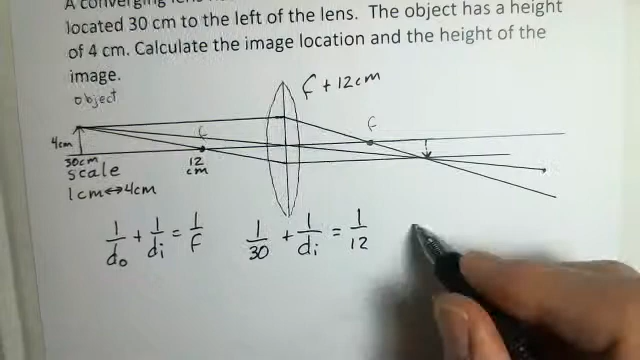 A converging lens
located 30 cm to the left of the lens. The object has a height
of 4 cm. Calculate the image location and the height of the
image.
object
f + 12cm
f
f
4cm
30cm
12
cm
scale
1cm ↔ 4cm
1/do + 1/di = 1/f
1/30 + 1/di = 1/12